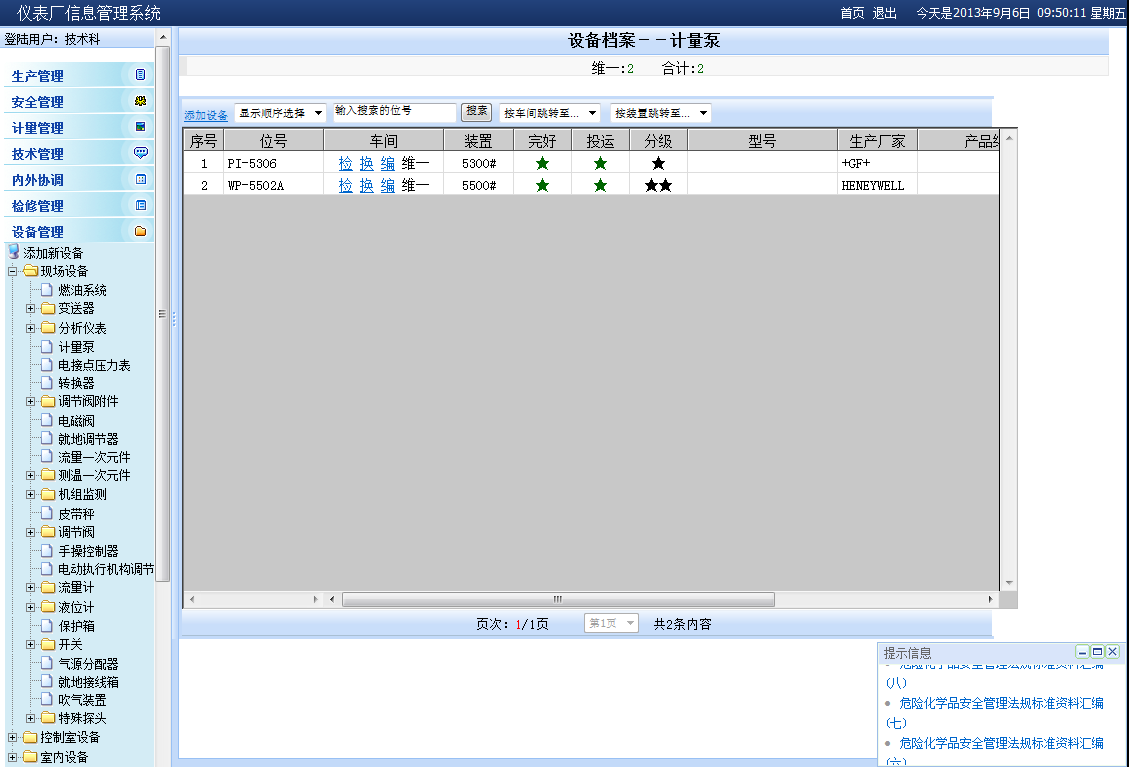 仪表厂信息管理系统
首页 退出 今天是2013年9月6日 09:50:11 星期五
登陆用户: 技术科
生产管理
安全管理
计量管理
技术管理
内外协调
检修管理
设备管理
添加新设备
现场设备
燃油系统
变送器
分析仪表
计量泵
电接点压力表
转换器
调节阀附件
电磁阀
就地调节器
流量一次元件
测温一次元件
机组监测
皮带秤
调节阀
手操控制器
电动执行机构调节
流量计
液位计
保护箱
开关
气源分配器
就地接线箱
吹气装置
特殊探头
控制室设备
室内设备
设备档案－－计量泵
维一:2 合计:2
添加设备 显示顺序选择 输入搜索的位号 搜索 按车间跳转至... 按装置跳转至...
序号 位号 车间 装置 完好 投运 分级 型号 生产厂家 产品
1 PI-5306 检 换 编 维一 5300# ★ ★ ★ +GF+
2 WP-5502A 检 换 编 维一 5500# ★ ★ ★★ HENEYWELL
页次: 1/1页 第1页 共2条内容
提示信息
危险化学品安全管理法规标准资料汇编
(八)
危险化学品安全管理法规标准资料汇编
(七)
危险化学品安全管理法规标准资料汇编
(六)